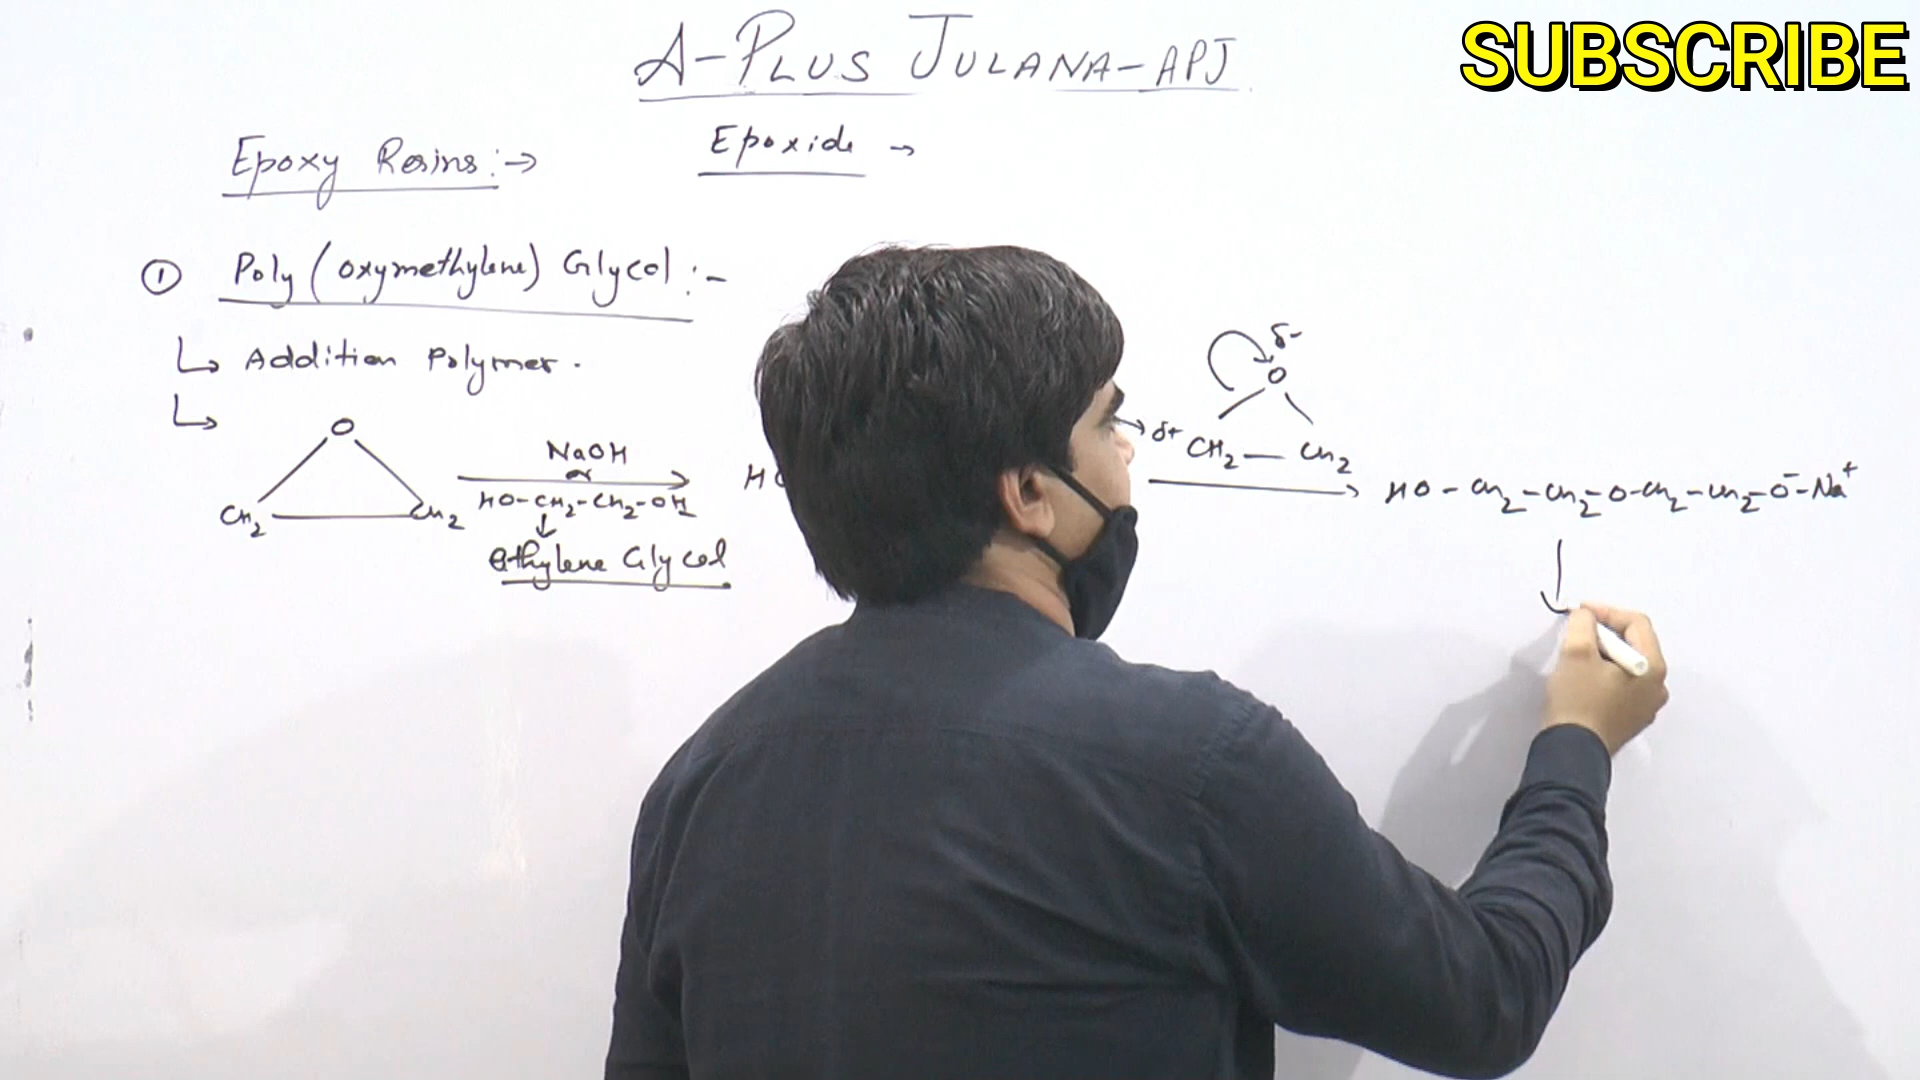 A-PLUS JULANA-APJ
SUBSCRIBE
Epoxy Resins:→
Epoxide →
① Poly (oxymethylene) Glycol :-
↳ Addition Polymer.
↳
O
CH2 CH2
NaOH
or
HO-CH2-CH2-OH
↓
ethylene Glycol
H
δ-
O
δ+ CH2 — CH2
HO - CH2 - CH2 - O - CH2 - CH2 - O⁻ - Na⁺